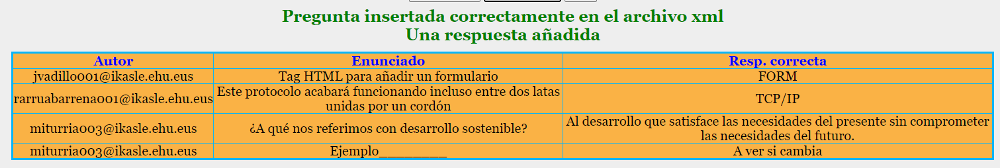 Pregunta insertada correctamente en el archivo xml
Una respuesta añadida
Autor Enunciado Resp. correcta
jvadillo001@ikasle.ehu.eus Tag HTML para añadir un formulario FORM
rarruabarrena001@ikasle.ehu.eus Este protocolo acabará funcionando incluso entre dos latas
unidas por un cordón TCP/IP
miturria003@ikasle.ehu.eus ¿A qué nos referimos con desarrollo sostenible? Al desarrollo que satisface las necesidades del presente sin comprometer
las necesidades del futuro.
miturria003@ikasle.ehu.eus Ejemplo________ A ver si cambia